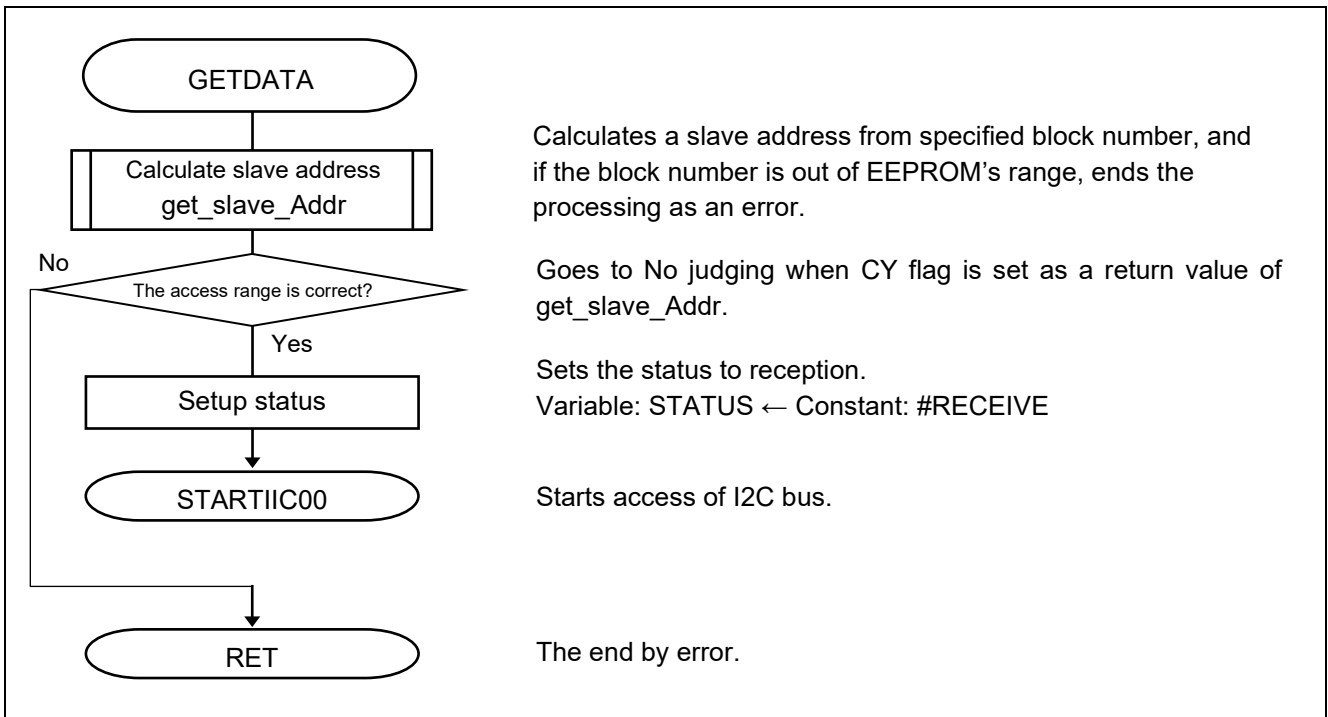 GETDATA
Calculate slave address
get_slave_Addr
Calculates a slave address from specified block number, and
if the block number is out of EEPROM’s range, ends the
processing as an error.
No
The access range is correct?
Goes to No judging when CY flag is set as a return value of
get_slave_Addr.
Yes
Setup status
Sets the status to reception.
Variable: STATUS ← Constant: #RECEIVE
STARTIIC00
Starts access of I2C bus.
RET
The end by error.